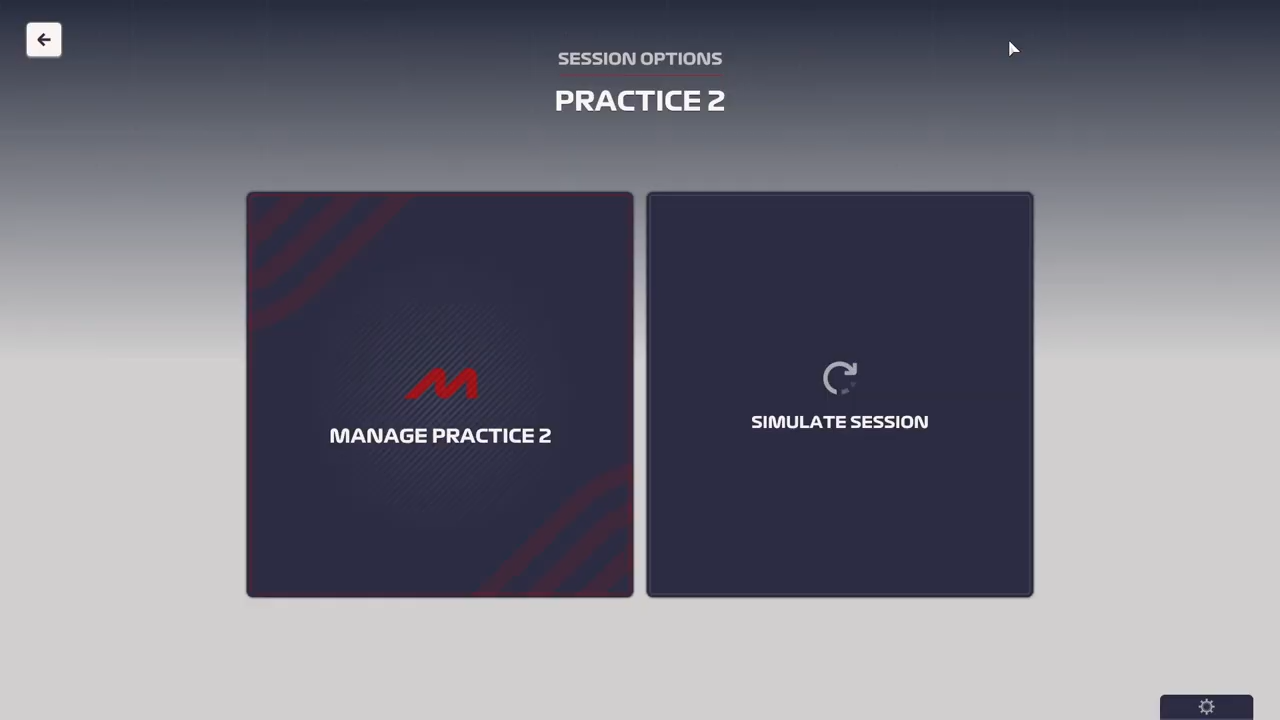 SESSION OPTIONS
PRACTICE 2
MANAGE PRACTICE 2
SIMULATE SESSION